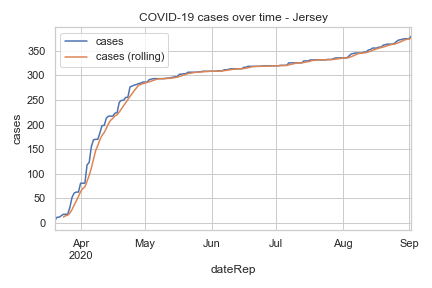 COVID-19 cases over time - Jersey
cases
cases (rolling)
cases
350
300
250
200
150
100
50
0
Apr May Jun Jul Aug Sep
2020
dateRep